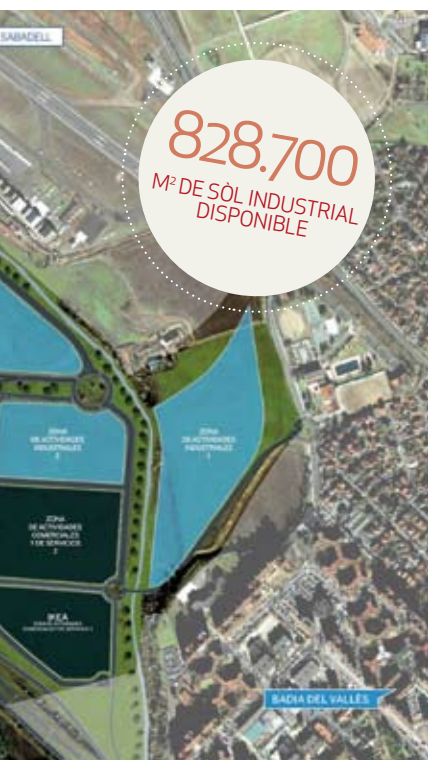 SABADELL
828.700
M² DE SÒL INDUSTRIAL
DISPONIBLE
ZONA
DE ACTIVIDADES
INDUSTRIALES
2
ZONA
DE ACTIVIDADES
INDUSTRIALES
1
ZONA
DE ACTIVIDADES
COMERCIALES
Y DE SERVICIOS
2
IKEA
BADIA DEL VALLÈS